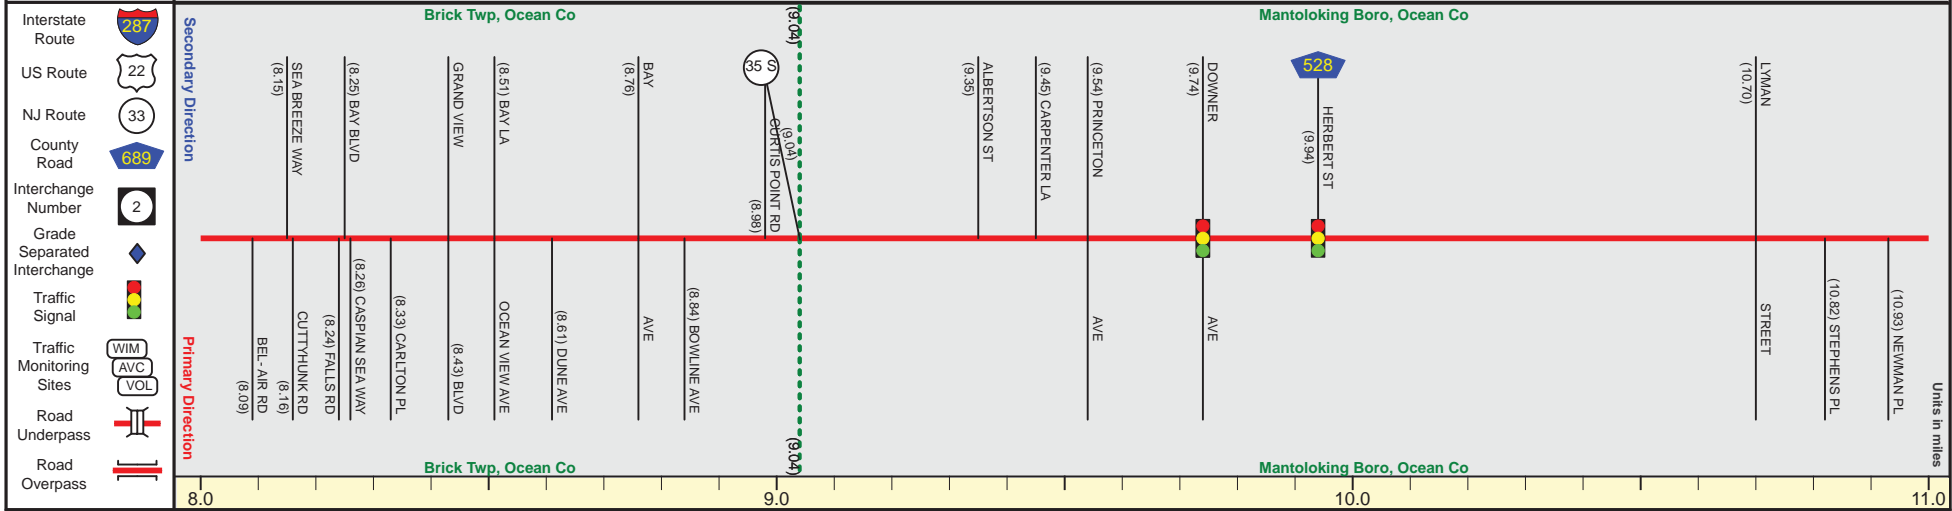 Interstate
Route
287
US Route
22
NJ Route
33
County
Road
689
Interchange
Number
2
Grade
Separated
Interchange
Traffic
Signal
Traffic
Monitoring
Sites
WIM
AVC
VOL
Road
Underpass
Road
Overpass
Secondary Direction
Primary Direction
Brick Twp, Ocean Co
(9.04)
Mantoloking Boro, Ocean Co
(8.15)
SEA BREEZE WAY
(8.25) BAY BLVD
GRAND VIEW
(8.51) BAY LA
(8.76)
BAY
35 S
CURTIS POINT RD
(8.98)
(9.04)
(9.35)
ALBERTSON ST
(9.45) CARPENTER LA
(9.54) PRINCETON
(9.74)
DOWNER
528
HERBERT ST
(9.94)
(10.70)
LYMAN
(8.09)
BEL- AIR RD
(8.16)
CUTTYHUNK RD
(8.24) FALLS RD
(8.26) CASPIAN SEA WAY
(8.33) CARLTON PL
(8.43) BLVD
OCEAN VIEW AVE
(8.61) DUNE AVE
AVE
(8.84) BOWLINE AVE
AVE
AVE
STREET
(10.82) STEPHENS PL
(10.93) NEWMAN PL
Units in miles
Brick Twp, Ocean Co
(9.04)
Mantoloking Boro, Ocean Co
8.0
9.0
10.0
11.0